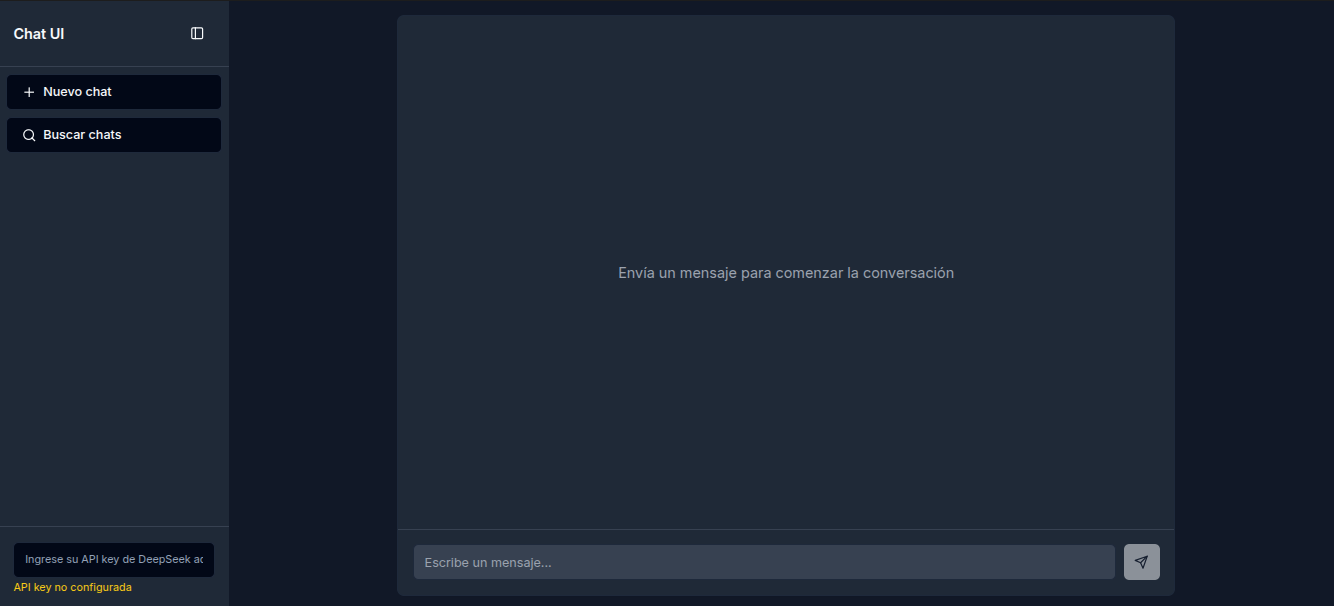 Chat UI
Nuevo chat
Buscar chats
Envía un mensaje para comenzar la conversación
Escribe un mensaje...
Ingrese su API key de DeepSeek
API key no configurada